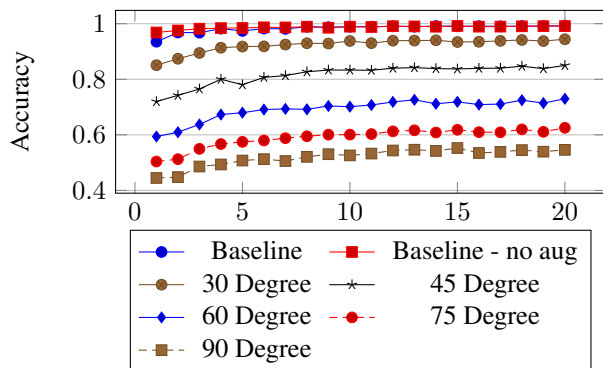 1
0.8
0.6
0.4
Accuracy
0 5 10 15 20
Baseline Baseline - no aug
30 Degree 45 Degree
60 Degree 75 Degree
90 Degree